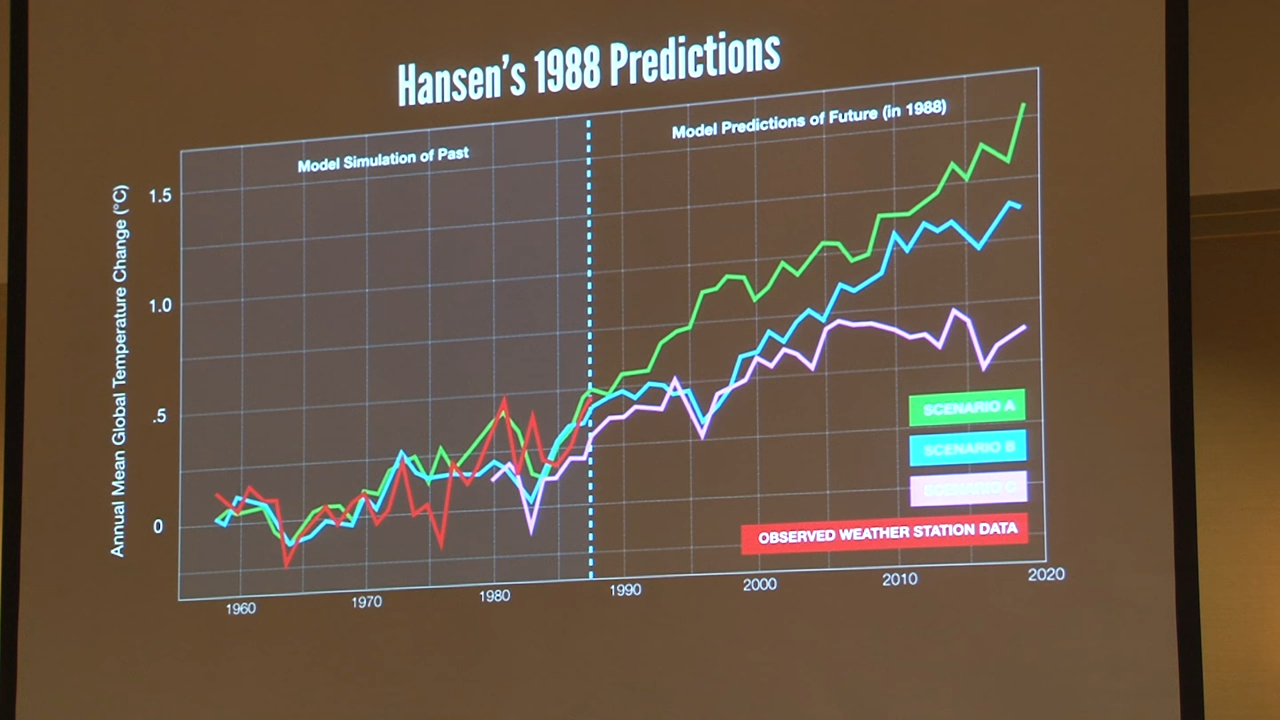 Hansen's 1988 Predictions
Model Simulation of Past
Model Predictions of Future (in 1988)
Annual Mean Global Temperature Change (°C)
1.5
1.0
.5
0
SCENARIO A
SCENARIO B
SCENARIO C
OBSERVED WEATHER STATION DATA
1960
1970
1980
1990
2000
2010
2020